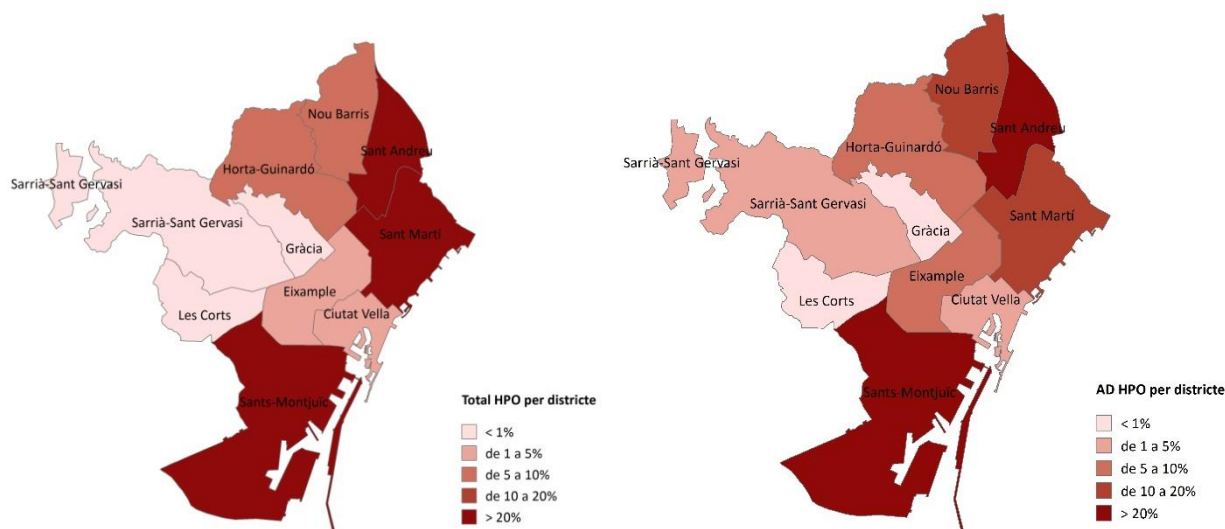 Nou Barris
Sant Andreu
Horta-Guinardó
Sarrià-Sant Gervasi
Sarrià-Sant Gervasi
Sant Martí
Gràcia
Eixample
Les Corts
Ciutat Vella
Sants-Montjuïc
Total HPO per districte
< 1%
de 1 a 5%
de 5 a 10%
de 10 a 20%
> 20%
Nou Barris
Sant Andreu
Horta-Guinardó
Sarrià-Sant Gervasi
Sarrià-Sant Gervasi
Sant Martí
Gràcia
Eixample
Les Corts
Ciutat Vella
Sants-Montjuïc
AD HPO per districte
< 1%
de 1 a 5%
de 5 a 10%
de 10 a 20%
> 20%